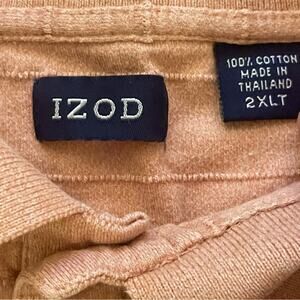 IZOD
100% COTTON
MADE IN
THAILAND
2XLT